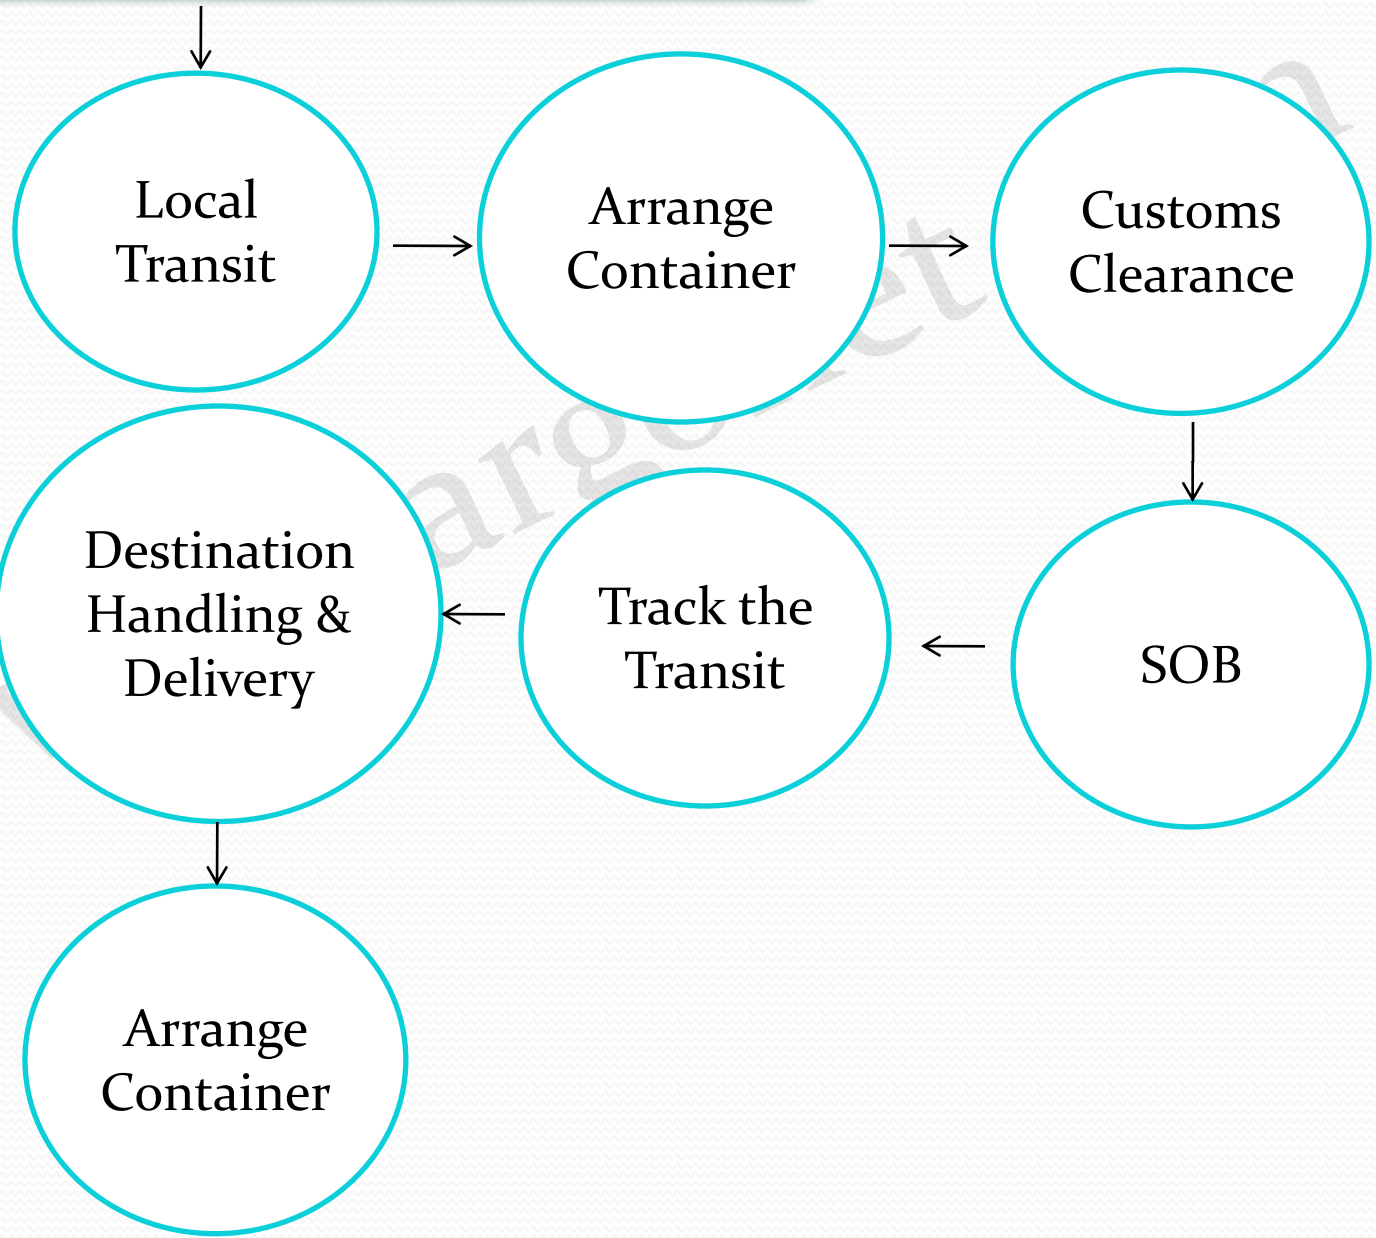 Local
Transit
Arrange
Container
Customs
Clearance
SOB
Track the
Transit
Destination
Handling &
Delivery
Arrange
Container